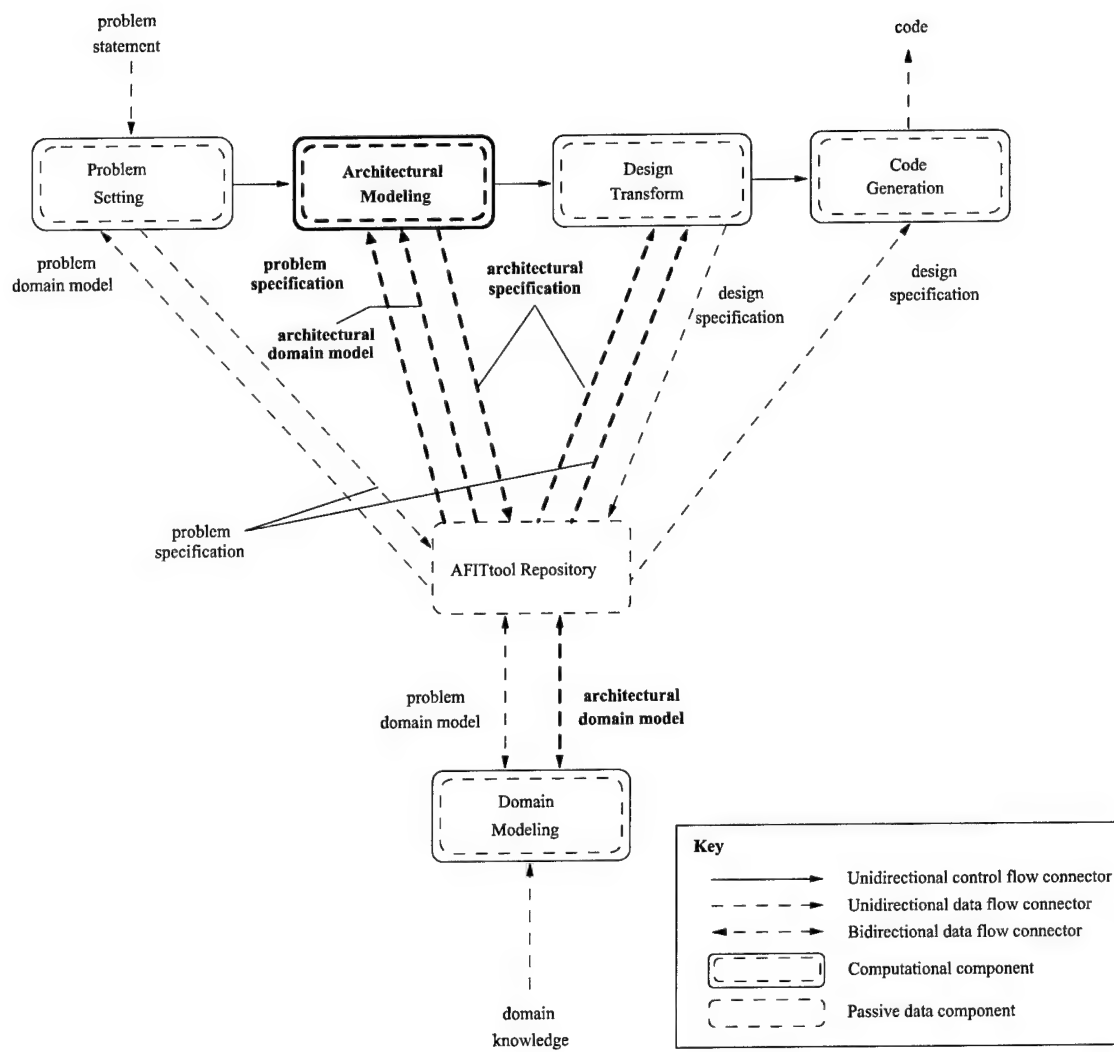 problem
statement
code
Problem
Setting
Architectural
Modeling
Design
Transform
Code
Generation
problem
domain model
problem
specification
architectural
domain model
architectural
specification
design
specification
design
specification
problem
specification
AFITtool Repository
problem
domain model
architectural
domain model
Domain
Modeling
domain
knowledge
Key
Unidirectional control flow connector
Unidirectional data flow connector
Bidirectional data flow connector
Computational component
Passive data component